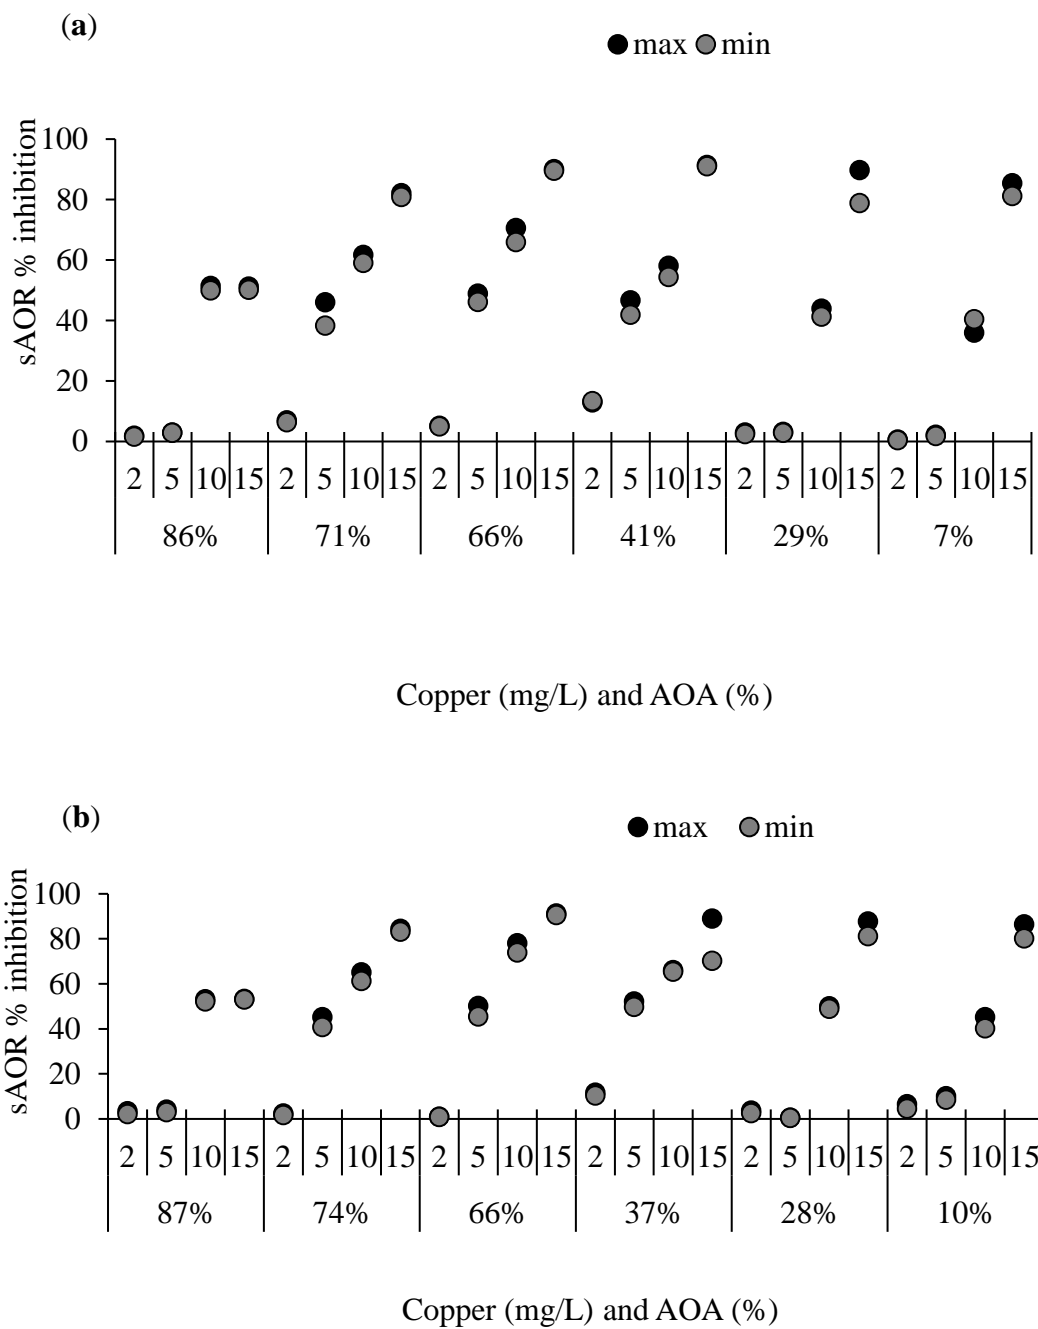 (a)
max min
sAOR % inhibition
100
80
60
40
20
0
2 5 10 15 2 5 10 15 2 5 10 15 2 5 10 15 2 5 10 15 2 5 10 15
86% 71% 66% 41% 29% 7%
Copper (mg/L) and AOA (%)
(b)
max min
sAOR % inhibition
100
80
60
40
20
0
2 5 10 15 2 5 10 15 2 5 10 15 2 5 10 15 2 5 10 15 2 5 10 15
87% 74% 66% 37% 28% 10%
Copper (mg/L) and AOA (%)